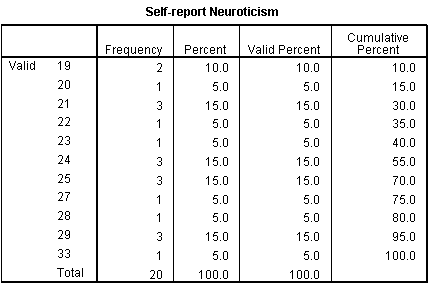 Self-report Neuroticism
Frequency Percent Valid Percent Cumulative Percent
Valid 19 2 10.0 10.0 10.0
20 1 5.0 5.0 15.0
21 3 15.0 15.0 30.0
22 1 5.0 5.0 35.0
23 1 5.0 5.0 40.0
24 3 15.0 15.0 55.0
25 3 15.0 15.0 70.0
27 1 5.0 5.0 75.0
28 1 5.0 5.0 80.0
29 3 15.0 15.0 95.0
33 1 5.0 5.0 100.0
Total 20 100.0 100.0